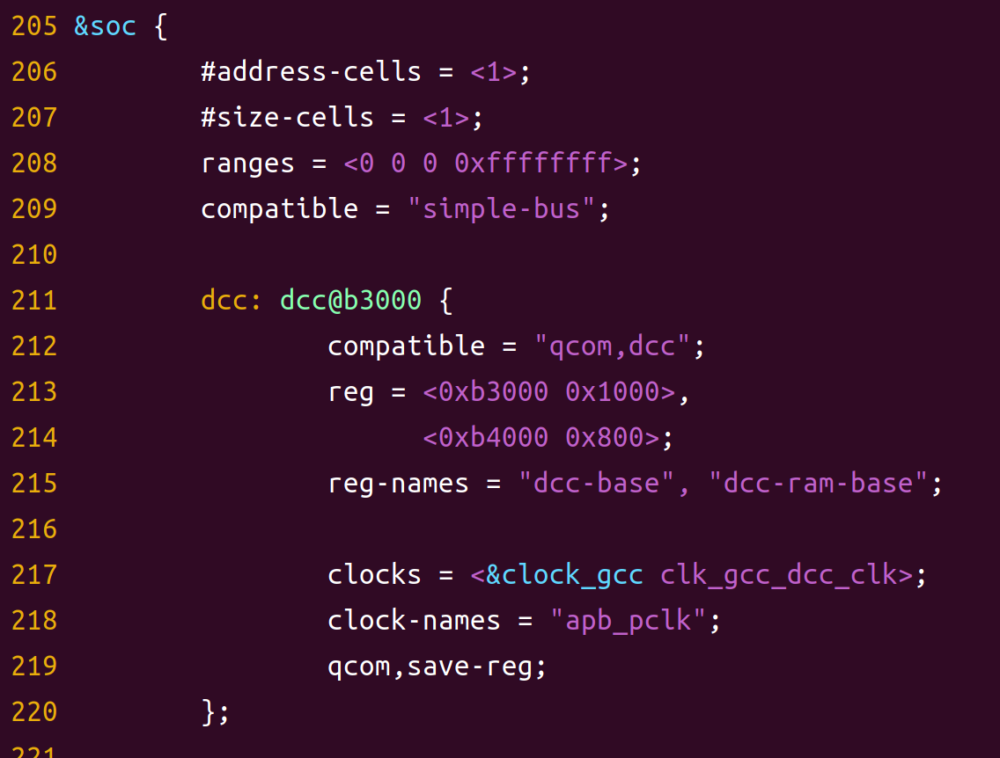 205 &soc {
206         #address-cells = <1>;
207         #size-cells = <1>;
208         ranges = <0 0 0 0xffffffff>;
209         compatible = "simple-bus";
210
211         dcc: dcc@b3000 {
212                 compatible = "qcom,dcc";
213                 reg = <0xb3000 0x1000>,
214                       <0xb4000 0x800>;
215                 reg-names = "dcc-base", "dcc-ram-base";
216
217                 clocks = <&clock_gcc clk_gcc_dcc_clk>;
218                 clock-names = "apb_pclk";
219                 qcom,save-reg;
220         };
221